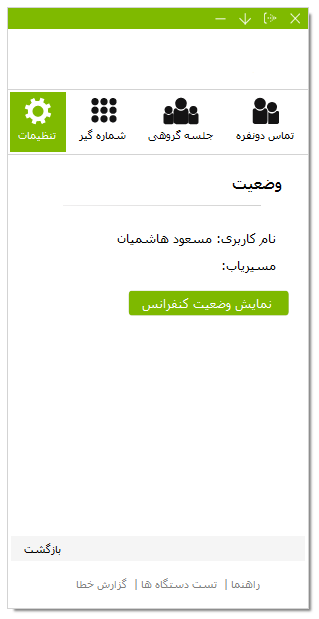 تماس دونفره
جلسه گروهی
شماره گیر
تنظیمات
وضعیت
نام کاربری: مسعود هاشمیان
مسیریاب:
نمایش وضعیت کنفرانس
بازگشت
راهنما | تست دستگاه ها | گزارش خطا